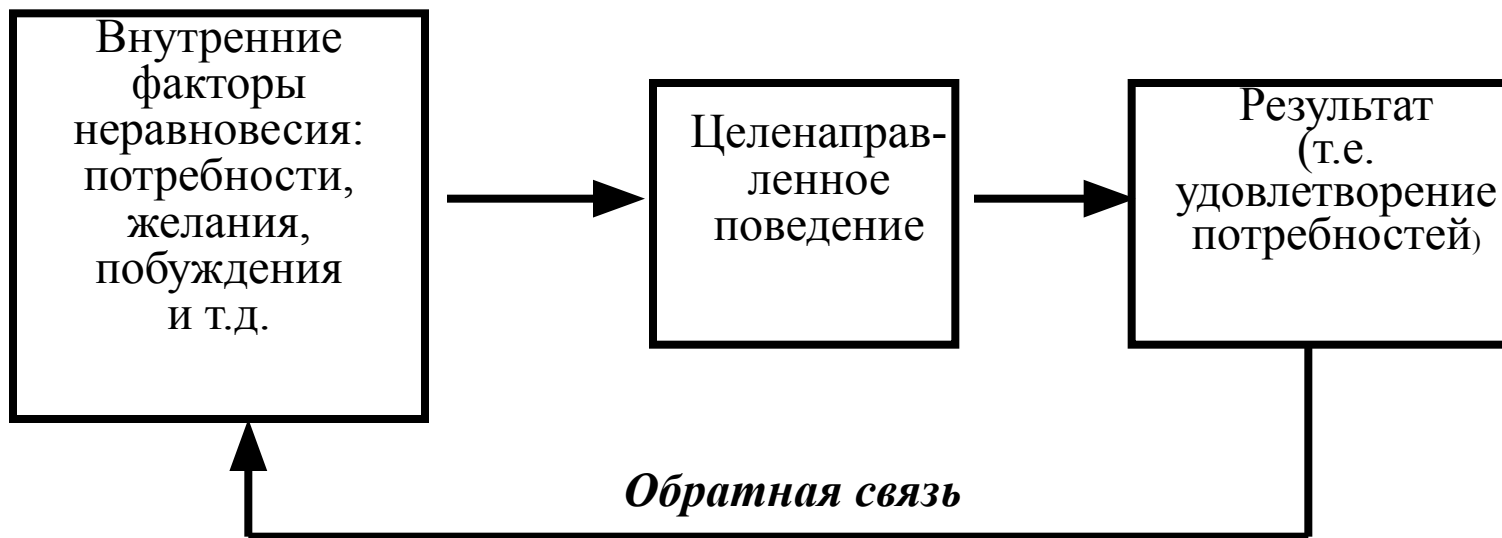 Внутренние
факторы
неравновесия:
потребности,
желания,
побуждения
и т.д.
Целенаправ-
ленное
поведение
Результат
(т.е.
удовлетворение
потребностей)
Обратная связь